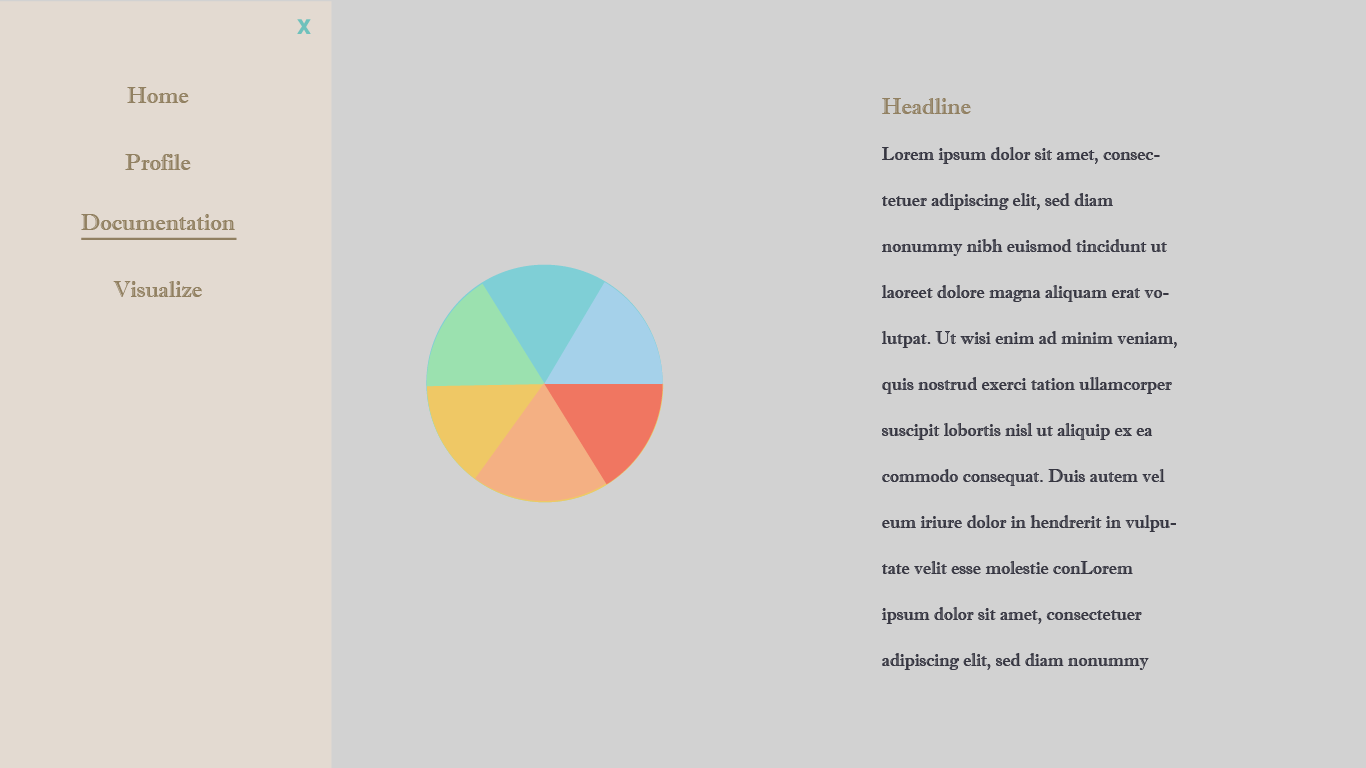 X
Home
Profile
Documentation
Visualize
Headline
Lorem ipsum dolor sit amet, consec-
tetuer adipiscing elit, sed diam
nonummy nibh euismod tincidunt ut
laoreet dolore magna aliquam erat vo-
lutpat. Ut wisi enim ad minim veniam,
quis nostrud exerci tation ullamcorper
suscipit lobortis nisl ut aliquip ex ea
commodo consequat. Duis autem vel
eum iriure dolor in hendrerit in vulpu-
tate velit esse molestie conLorem
ipsum dolor sit amet, consectetuer
adipiscing elit, sed diam nonummy